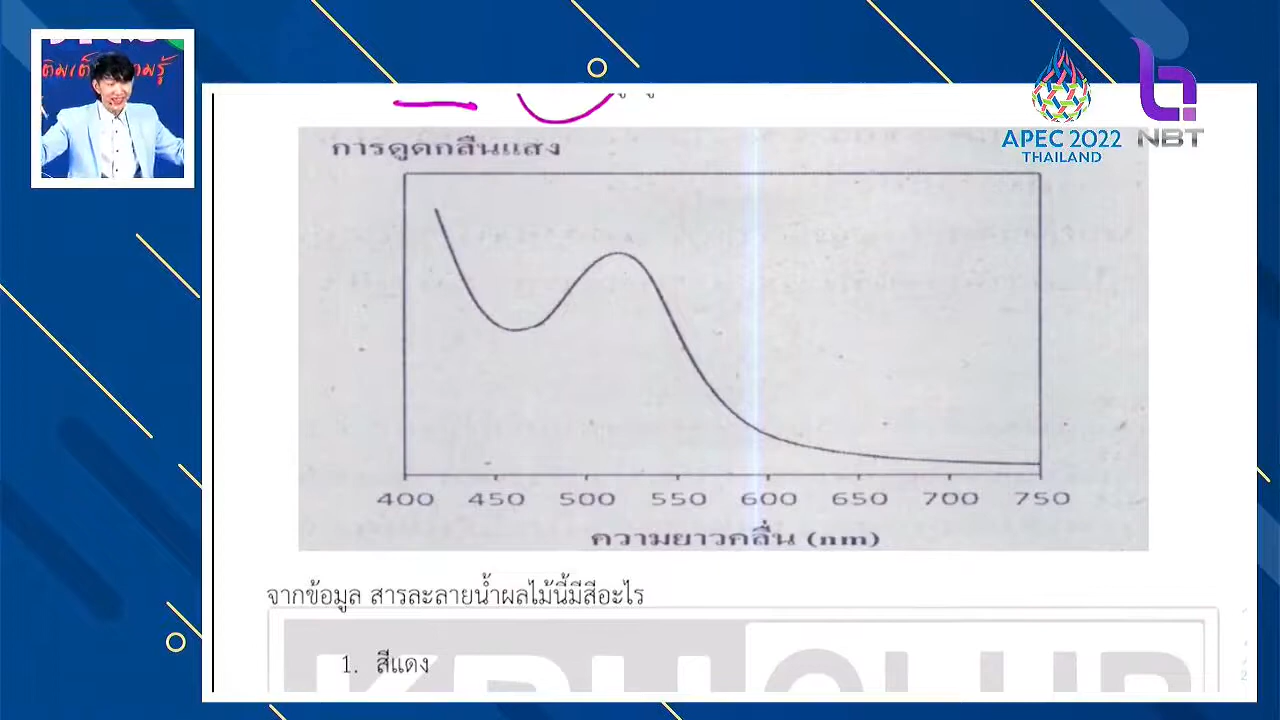 APEC 2022
THAILAND
NBT
การดูดกลืนแสง
400 450 500 550 600 650 700 750
ความยาวคลื่น (nm)
จากข้อมูล สารละลายน้ำผลไม้นี้มีสีอะไร
1. สีแดง